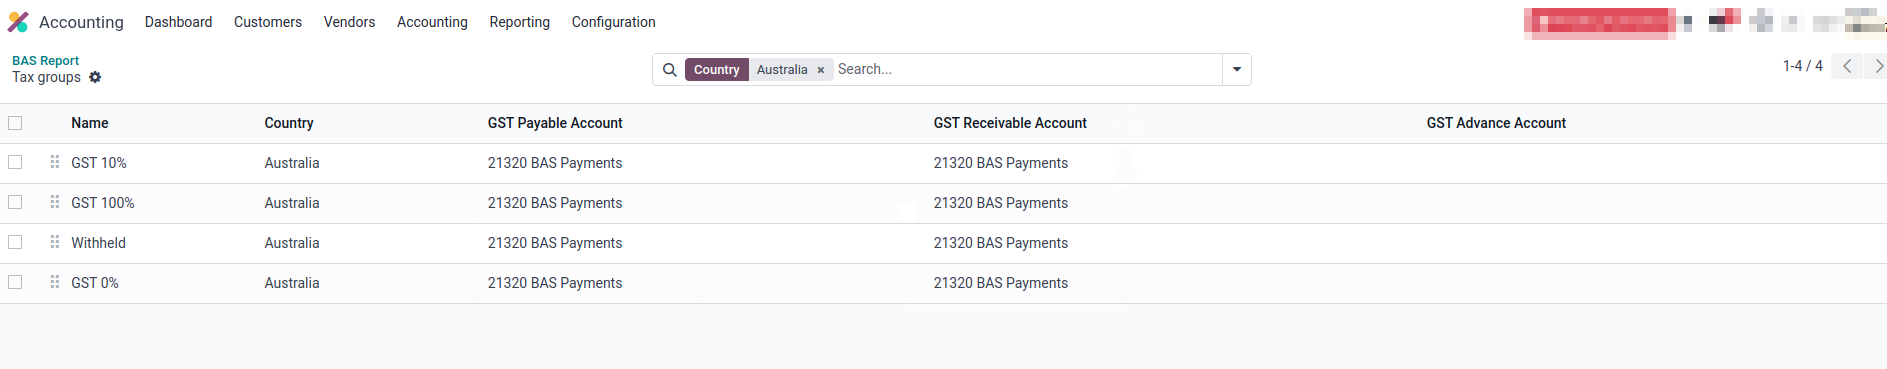 Accounting Dashboard Customers Vendors Accounting Reporting Configuration
BAS Report
Tax groups
Country Australia × Search...
1-4 / 4
Name Country GST Payable Account GST Receivable Account GST Advance Account
GST 10% Australia 21320 BAS Payments 21320 BAS Payments
GST 100% Australia 21320 BAS Payments 21320 BAS Payments
Withheld Australia 21320 BAS Payments 21320 BAS Payments
GST 0% Australia 21320 BAS Payments 21320 BAS Payments